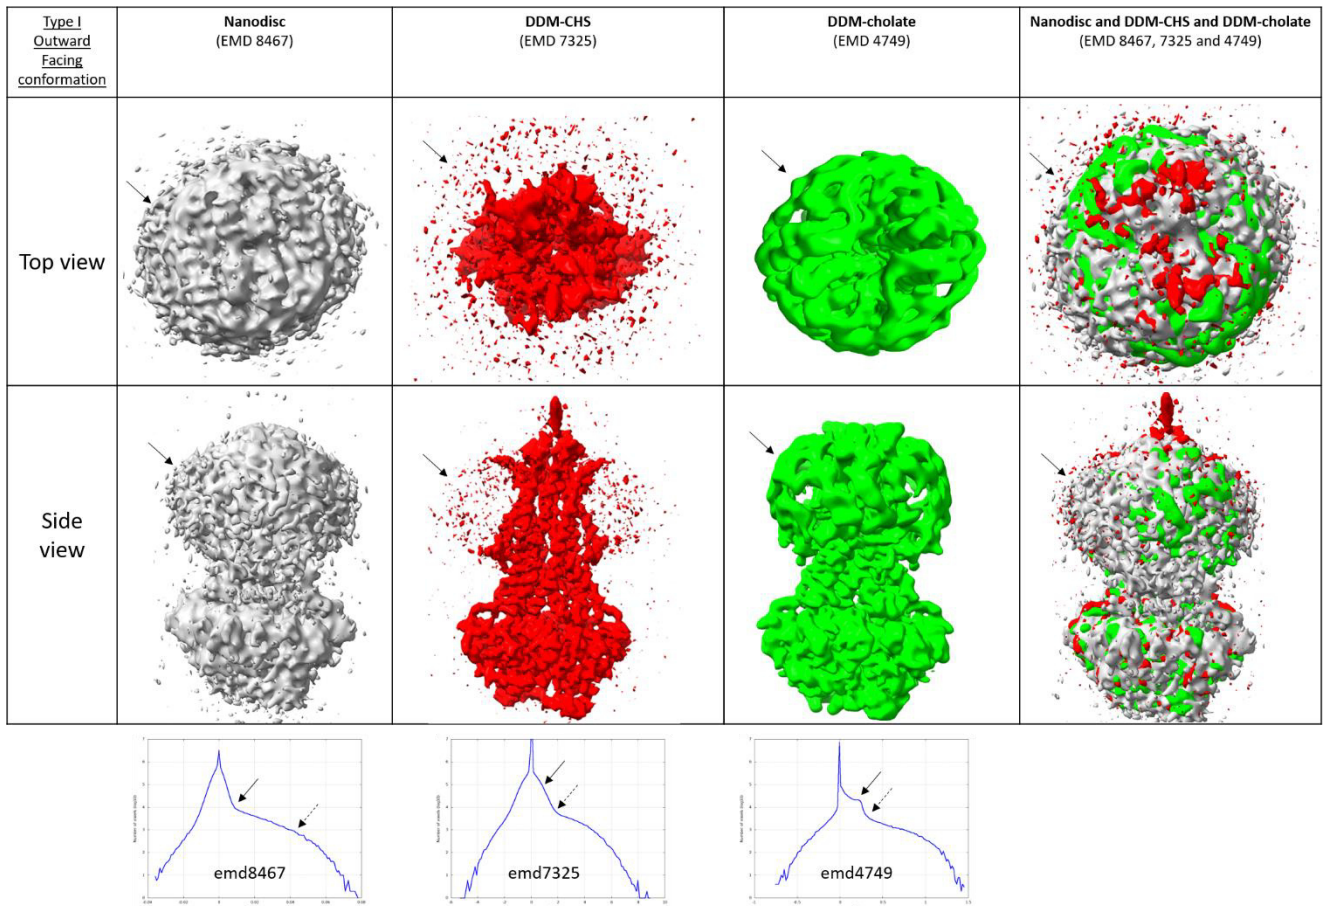 Type I
Outward
Facing
conformation
Nanodisc
(EMD 8467)
DDM-CHS
(EMD 7325)
DDM-cholate
(EMD 4749)
Nanodisc and DDM-CHS and DDM-cholate
(EMD 8467, 7325 and 4749)
Top view
Side
view
emd8467
emd7325
emd4749